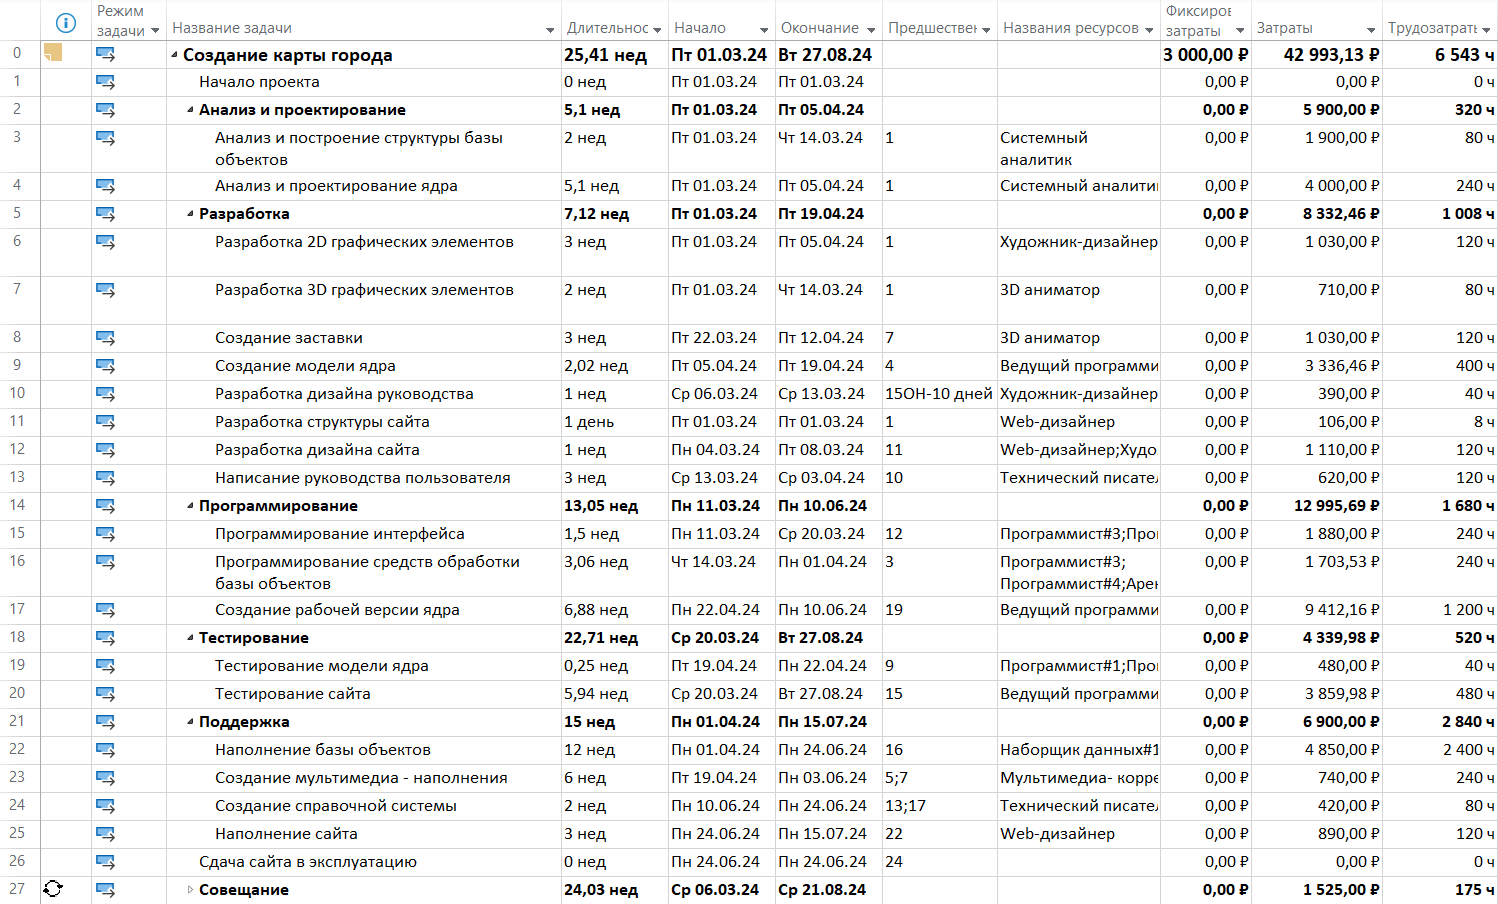 Режим задачи	Название задачи	Длительнос	Начало	Окончание	Предшествен	Названия ресурсов	Фиксиров затраты	Затраты	Трудозатрать
0	Создание карты города	25,41 нед	Пт 01.03.24	Вт 27.08.24	3 000,00 ₽	42 993,13 ₽	6 543 ч
1	Начало проекта	0 нед	Пт 01.03.24	Пт 01.03.24	0,00 ₽	0,00 ₽	0 ч
2	Анализ и проектирование	5,1 нед	Пт 01.03.24	Пт 05.04.24	0,00 ₽	5 900,00 ₽	320 ч
3	Анализ и построение структуры базы объектов	2 нед	Пт 01.03.24	Чт 14.03.24	1	Системный аналитик	0,00 ₽	1 900,00 ₽	80 ч
4	Анализ и проектирование ядра	5,1 нед	Пт 01.03.24	Пт 05.04.24	1	Системный аналити	0,00 ₽	4 000,00 ₽	240 ч
5	Разработка	7,12 нед	Пт 01.03.24	Пт 19.04.24	0,00 ₽	8 332,46 ₽	1 008 ч
6	Разработка 2D графических элементов	3 нед	Пт 01.03.24	Пт 05.04.24	1	Художник-дизайнер	0,00 ₽	1 030,00 ₽	120 ч
7	Разработка 3D графических элементов	2 нед	Пт 01.03.24	Чт 14.03.24	1	3D аниматор	0,00 ₽	710,00 ₽	80 ч
8	Создание заставки	3 нед	Пт 22.03.24	Пт 12.04.24	7	3D аниматор	0,00 ₽	1 030,00 ₽	120 ч
9	Создание модели ядра	2,02 нед	Пт 05.04.24	Пт 19.04.24	4	Ведущий программи	0,00 ₽	3 336,46 ₽	400 ч
10	Разработка дизайна руководства	1 нед	Ср 06.03.24	Ср 13.03.24	15ОН-10 дней	Художник-дизайнер	0,00 ₽	390,00 ₽	40 ч
11	Разработка структуры сайта	1 день	Пт 01.03.24	Пт 01.03.24	1	Web-дизайнер	0,00 ₽	106,00 ₽	8 ч
12	Разработка дизайна сайта	1 нед	Пн 04.03.24	Пт 08.03.24	11	Web-дизайнер;Худо	0,00 ₽	1 110,00 ₽	120 ч
13	Написание руководства пользователя	3 нед	Ср 13.03.24	Ср 03.04.24	10	Технический писател	0,00 ₽	620,00 ₽	120 ч
14	Программирование	13,05 нед	Пн 11.03.24	Пн 10.06.24	0,00 ₽	12 995,69 ₽	1 680 ч
15	Программирование интерфейса	1,5 нед	Пн 11.03.24	Ср 20.03.24	12	Программист#3;Про	0,00 ₽	1 880,00 ₽	240 ч
16	Программирование средств обработки базы объектов	3,06 нед	Чт 14.03.24	Пн 01.04.24	3	Программист#3; Программист#4;Арен	0,00 ₽	1 703,53 ₽	240 ч
17	Создание рабочей версии ядра	6,88 нед	Пн 22.04.24	Пн 10.06.24	19	Ведущий программи	0,00 ₽	9 412,16 ₽	1 200 ч
18	Тестирование	22,71 нед	Ср 20.03.24	Вт 27.08.24	0,00 ₽	4 339,98 ₽	520 ч
19	Тестирование модели ядра	0,25 нед	Пт 19.04.24	Пн 22.04.24	9	Программист#1;Про	0,00 ₽	480,00 ₽	40 ч
20	Тестирование сайта	5,94 нед	Ср 20.03.24	Вт 27.08.24	15	Ведущий программи	0,00 ₽	3 859,98 ₽	480 ч
21	Поддержка	15 нед	Пн 01.04.24	Пн 15.07.24	0,00 ₽	6 900,00 ₽	2 840 ч
22	Наполнение базы объектов	12 нед	Пн 01.04.24	Пн 24.06.24	16	Наборщик данных#1	0,00 ₽	4 850,00 ₽	2 400 ч
23	Создание мультимедиа - наполнения	6 нед	Пт 19.04.24	Пн 03.06.24	5;7	Мультимедиа- корре	0,00 ₽	740,00 ₽	240 ч
24	Создание справочной системы	2 нед	Пн 10.06.24	Пн 24.06.24	13;17	Технический писател	0,00 ₽	420,00 ₽	80 ч
25	Наполнение сайта	3 нед	Пн 24.06.24	Пн 15.07.24	22	Web-дизайнер	0,00 ₽	890,00 ₽	120 ч
26	Сдача сайта в эксплуатацию	0 нед	Пн 24.06.24	Пн 24.06.24	24	0,00 ₽	0,00 ₽	0 ч
27	Совещание	24,03 нед	Ср 06.03.24	Ср 21.08.24	0,00 ₽	1 525,00 ₽	175 ч